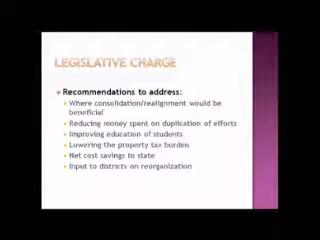 LEGISLATIVE CHARGE
Recommendations to address:
Where consolidation/realignment would be
beneficial
Reducing money spent on duplication of efforts
Improving education of students
Lowering the property tax burden
Net cost savings to state
Input to districts on reorganization